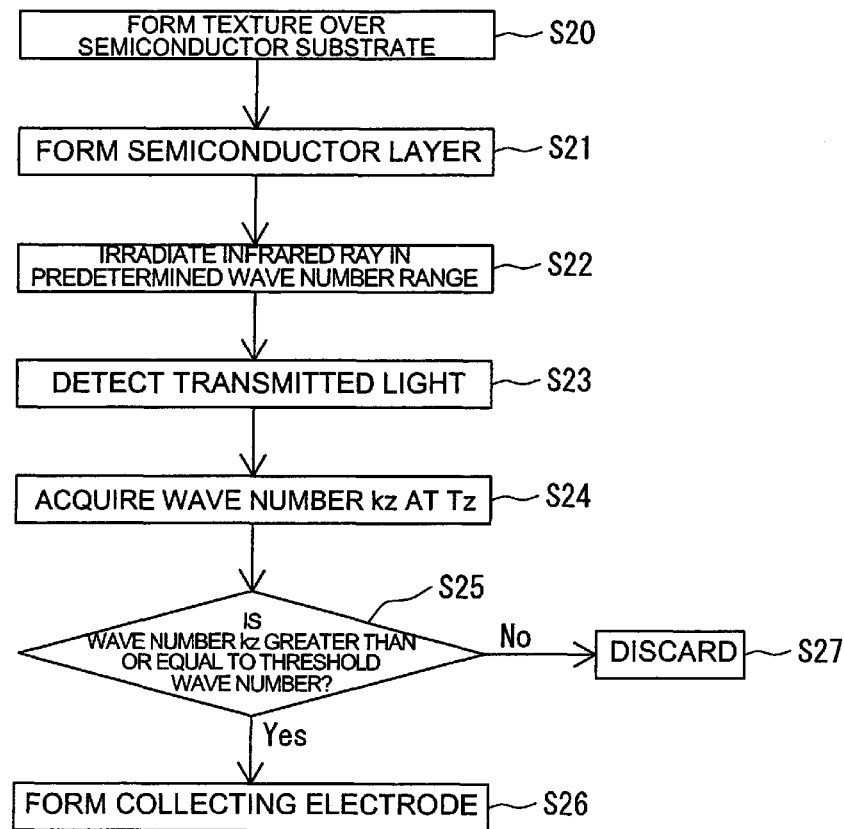 FORM TEXTURE OVER
SEMICONDUCTOR SUBSTRATE
S20
FORM SEMICONDUCTOR LAYER
S21
IRRADIATE INFRARED RAY IN
PREDETERMINED WAVE NUMBER RANGE
S22
DETECT TRANSMITTED LIGHT
S23
ACQUIRE WAVE NUMBER kz AT Tz
S24
S25
IS
WAVE NUMBER kz GREATER THAN
OR EQUAL TO THRESHOLD
WAVE NUMBER?
No
DISCARD
S27
Yes
FORM COLLECTING ELECTRODE
S26